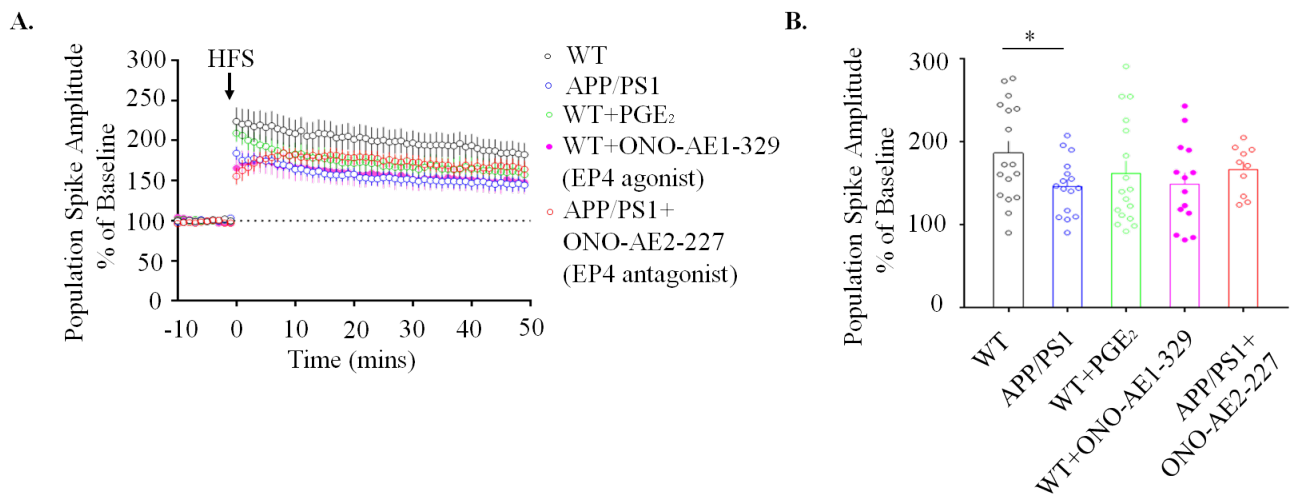 A.
Population Spike Amplitude
% of Baseline
300
250
200
150
100
50
0
HFS
-10
0
10
20
30
40
50
Time (mins)
WT
APP/PS1
WT+PGE₂
WT+ONO-AE1-329
(EP4 agonist)
APP/PS1+
ONO-AE2-227
(EP4 antagonist)
B.
Population Spike Amplitude
% of Baseline
300
200
100
0
*
WT
APP/PS1
WT+PGE₂
WT+ONO-AE1-329
APP/PS1+
ONO-AE2-227